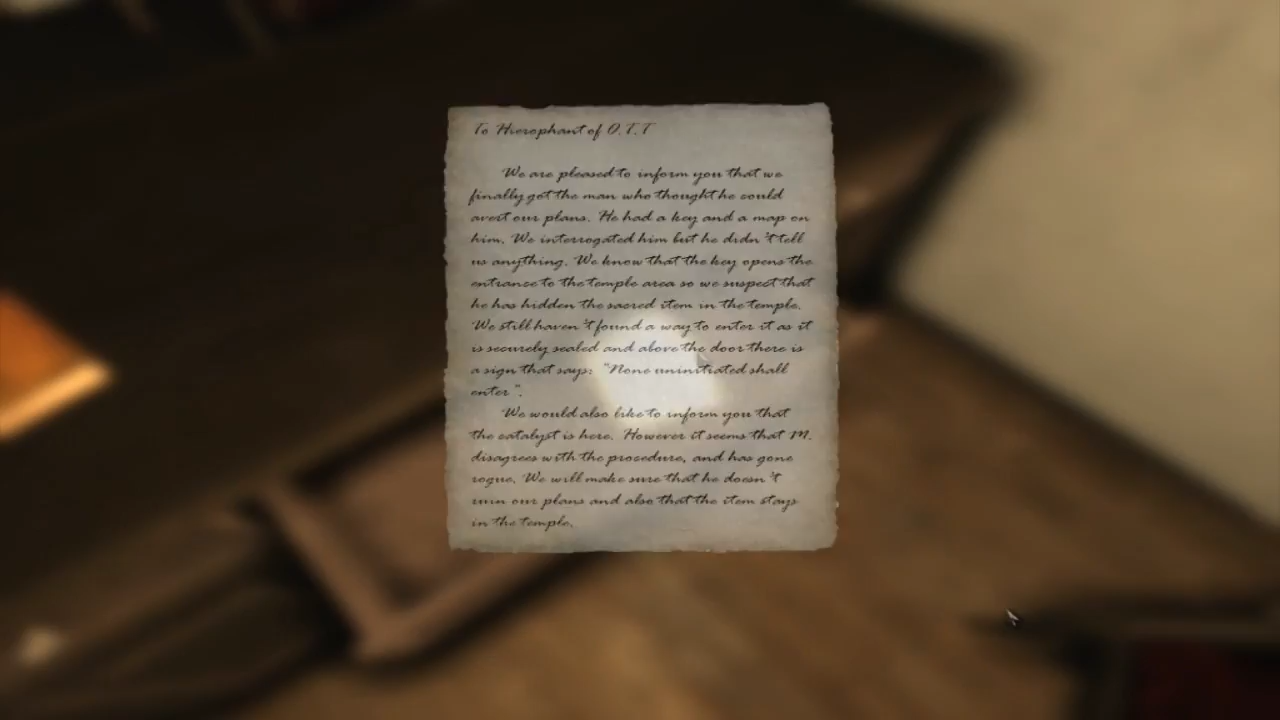 To Hierophant of O.T.T
We are pleased to inform you that we
finally got the man who thought he could
avert our plans. He had a key and a map on
him. We interrogated him but he didn't tell
us anything. We know that the key opens the
entrance to the temple area so we suspect that
he has hidden the sacred item in the temple.
We still haven't found a way to enter it as it
is securely sealed and above the door there is
a sign that says: "None uninitiated shall
enter".
We would also like to inform you that
the catalyst is here. However it seems that M.
disagrees with the procedure, and has gone
rogue. We will make sure that he doesn't
ruin our plans and also that the item stays
in the temple.